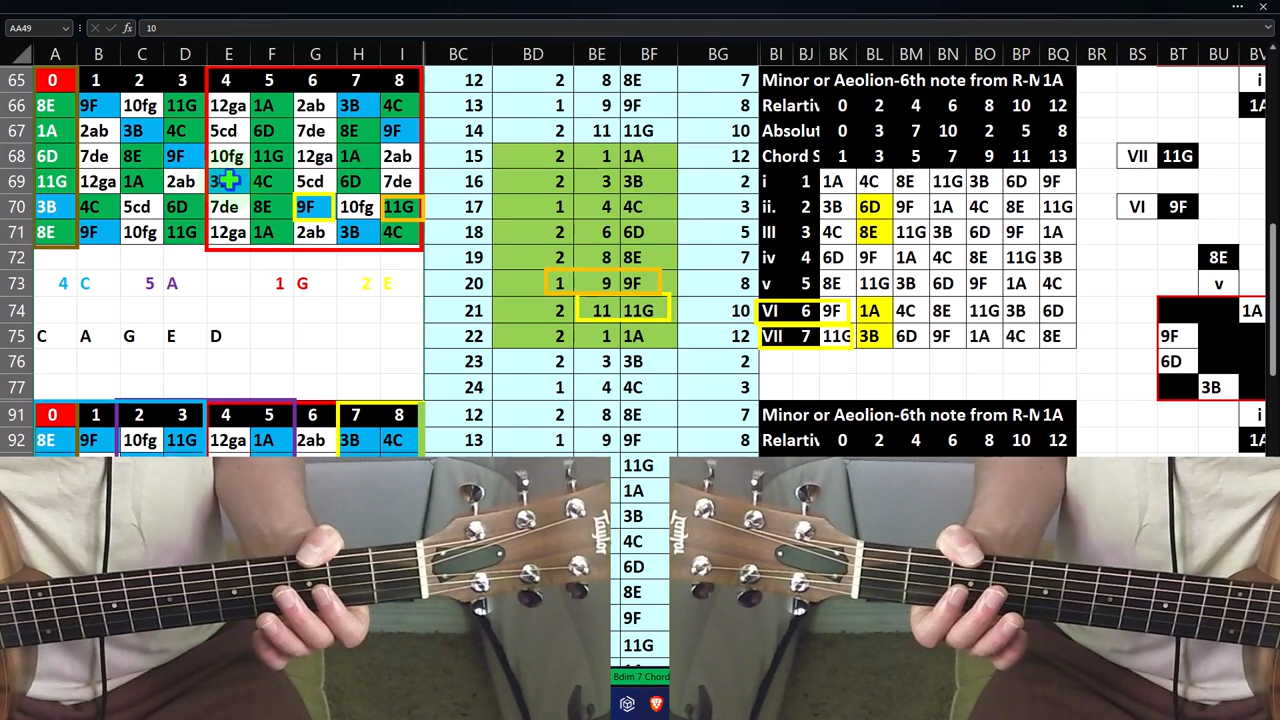 AA49 fx 10
A B C D E F G H I BC BD BE BF BG BI BJ BK BL BM BN BO BP BQ BR BS BT BU BV
65 0 1 2 3 4 5 6 7 8 12 2 8 8E 7 Minor or Aeolion-6th note from R-M 1A i
66 8E 9F 10fg 11G 12ga 1A 2ab 3B 4C 13 1 9 9F 8 Relartiv 0 2 4 6 8 10 12 1A
67 1A 2ab 3B 4C 5cd 6D 7de 8E 9F 14 2 11 11G 10 Absolut 0 3 7 10 2 5 8
68 6D 7de 8E 9F 10fg 11G 12ga 1A 2ab 15 2 1 1A 12 Chord S 1 3 5 7 9 11 13 VII 11G
69 11G 12ga 1A 2ab 3 4C 5cd 6D 7de 16 2 3 3B 2 i 1 1A 4C 8E 11G 3B 6D 9F
70 3B 4C 5cd 6D 7de 8E 9F 10fg 11G 17 1 4 4C 3 ii. 2 3B 6D 9F 1A 4C 8E 11G VI 9F
71 8E 9F 10fg 11G 12ga 1A 2ab 3B 4C 18 2 6 6D 5 III 3 4C 8E 11G 3B 6D 9F 1A
72 19 2 8 8E 7 iv 4 6D 9F 1A 4C 8E 11G 3B 8E
73 4 C 5 A 1 G 2 E 20 1 9 9F 8 v 5 8E 11G 3B 6D 9F 1A 4C v
74 21 2 11 11G 10 VI 6 9F 1A 4C 8E 11G 3B 6D 1A
75 C A G E D 22 2 1 1A 12 VII 7 11G 3B 6D 9F 1A 4C 8E 9F
76 23 2 3 3B 2 6D
77 24 1 4 4C 3 3B
91 0 1 2 3 4 5 6 7 8 12 2 8 8E 7 Minor or Aeolion-6th note from R-M 1A i
92 8E 9F 10fg 11G 12ga 1A 2ab 3B 4C 13 1 9 9F 8 Relartiv 0 2 4 6 8 10 12 1A
11G
1A
3B
4C
6D
8E
9F
11G
Bdim 7 Chord
Taylor
Taylor